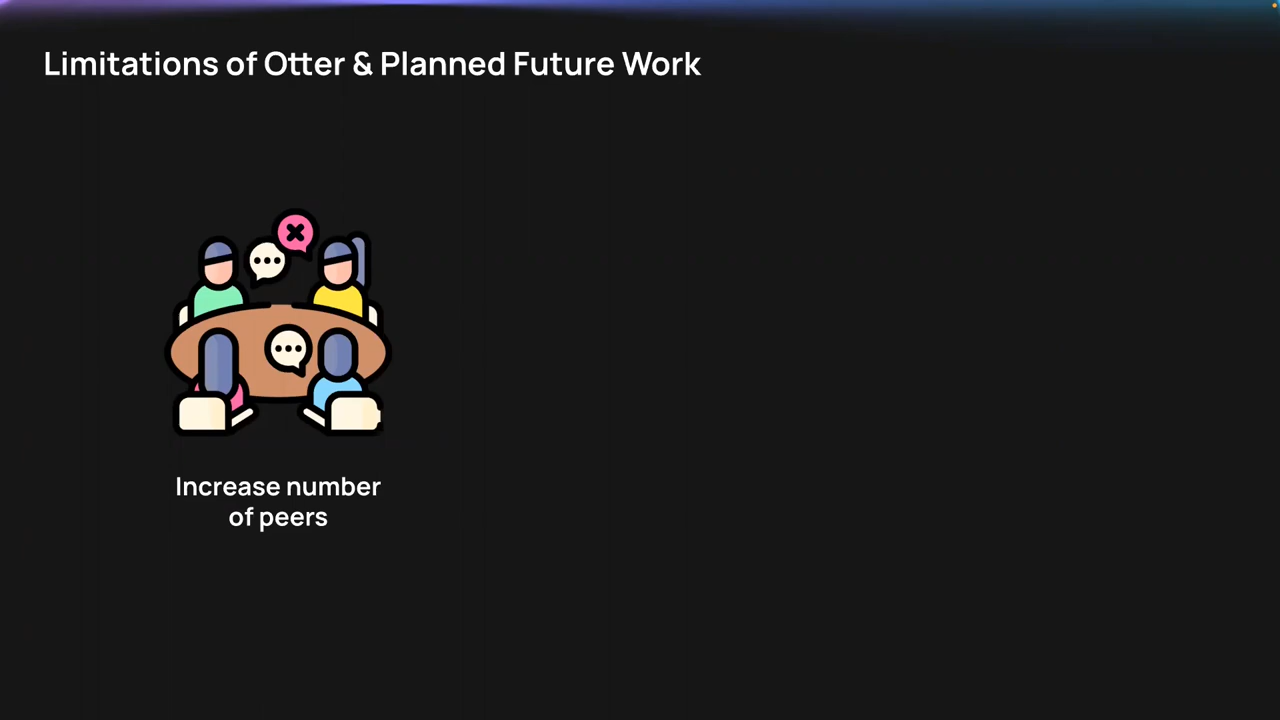 Limitations of Otter & Planned Future Work
Increase number
of peers